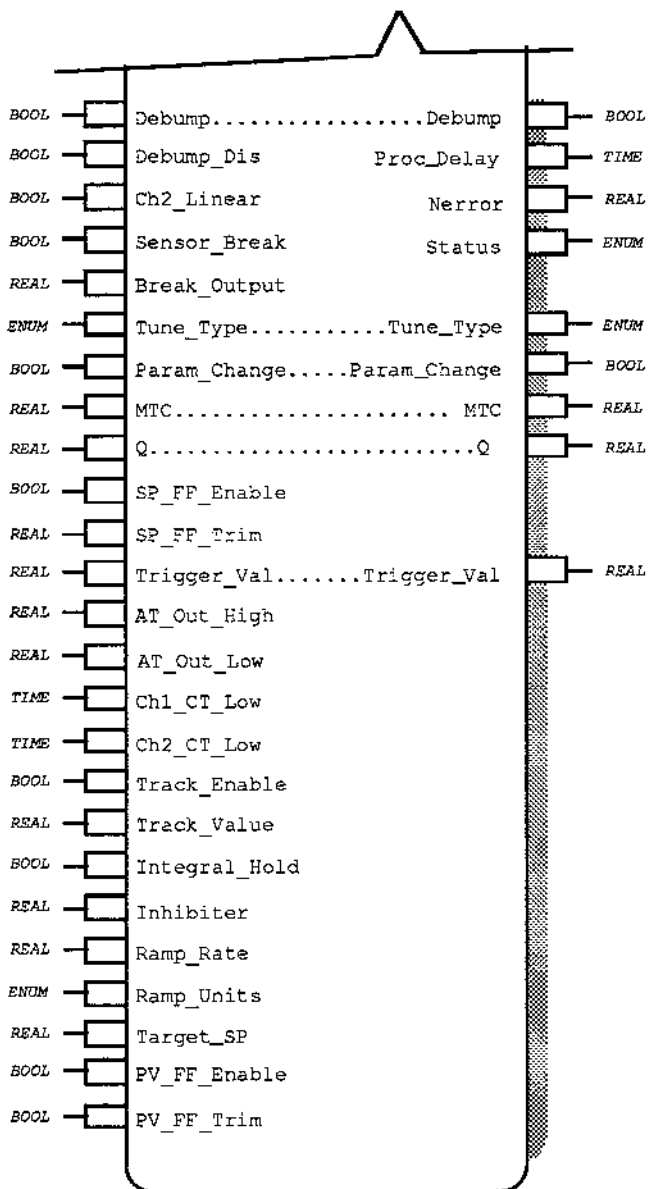 BOOL Debump..................Debump BOOL
BOOL Debump_Dis Proc_Delay TIME
BOOL Ch2_Linear Nerror REAL
BOOL Sensor_Break Status ENUM
REAL Break_Output
ENUM Tune_Type............Tune_Type ENUM
BOOL Param_Change.....Param_Change BOOL
REAL MTC....................... MTC REAL
REAL Q...........................Q REAL
BOOL SP_FF_Enable
REAL SP_FF_Trim
REAL Trigger_Val.......Trigger_Val REAL
REAL AT_Out_High
REAL AT_Out_Low
TIME Ch1_CT_Low
TIME Ch2_CT_Low
BOOL Track_Enable
REAL Track_Value
BOOL Integral_Hold
REAL Inhibiter
REAL Ramp_Rate
ENUM Ramp_Units
REAL Target_SP
BOOL PV_FF_Enable
BOOL PV_FF_Trim